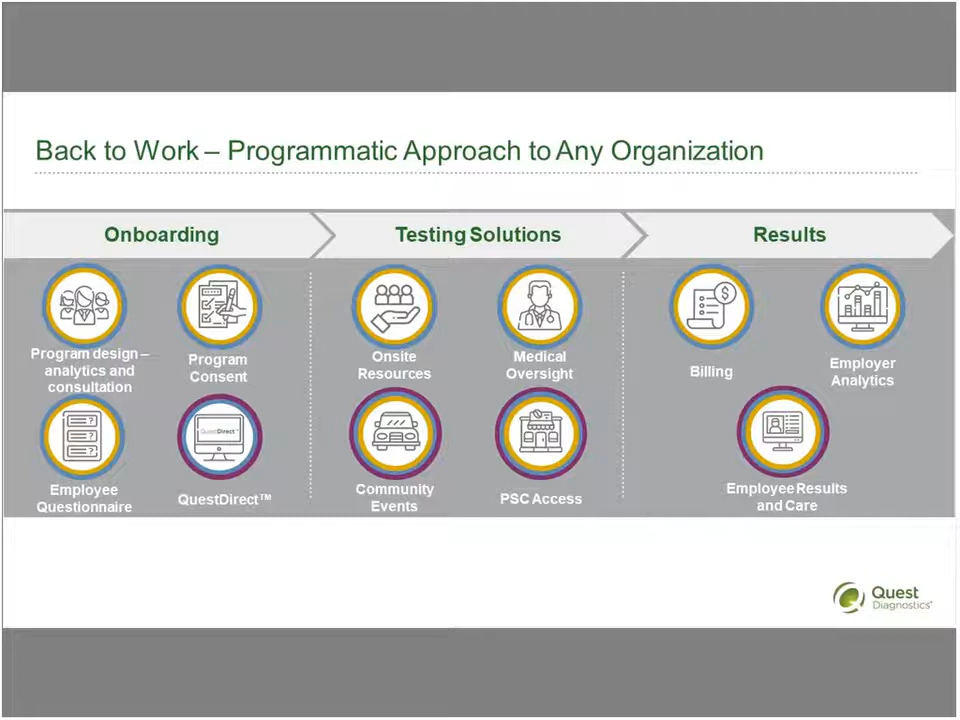 Back to Work – Programmatic Approach to Any Organization
Onboarding
Testing Solutions
Results
Program design –
analytics and
consultation
Program
Consent
Onsite
Resources
Medical
Oversight
Billing
Employer
Analytics
QuestDirect™
Employee
Questionnaire
QuestDirect™
Community
Events
PSC Access
Employee Results
and Care
Quest
Diagnostics®